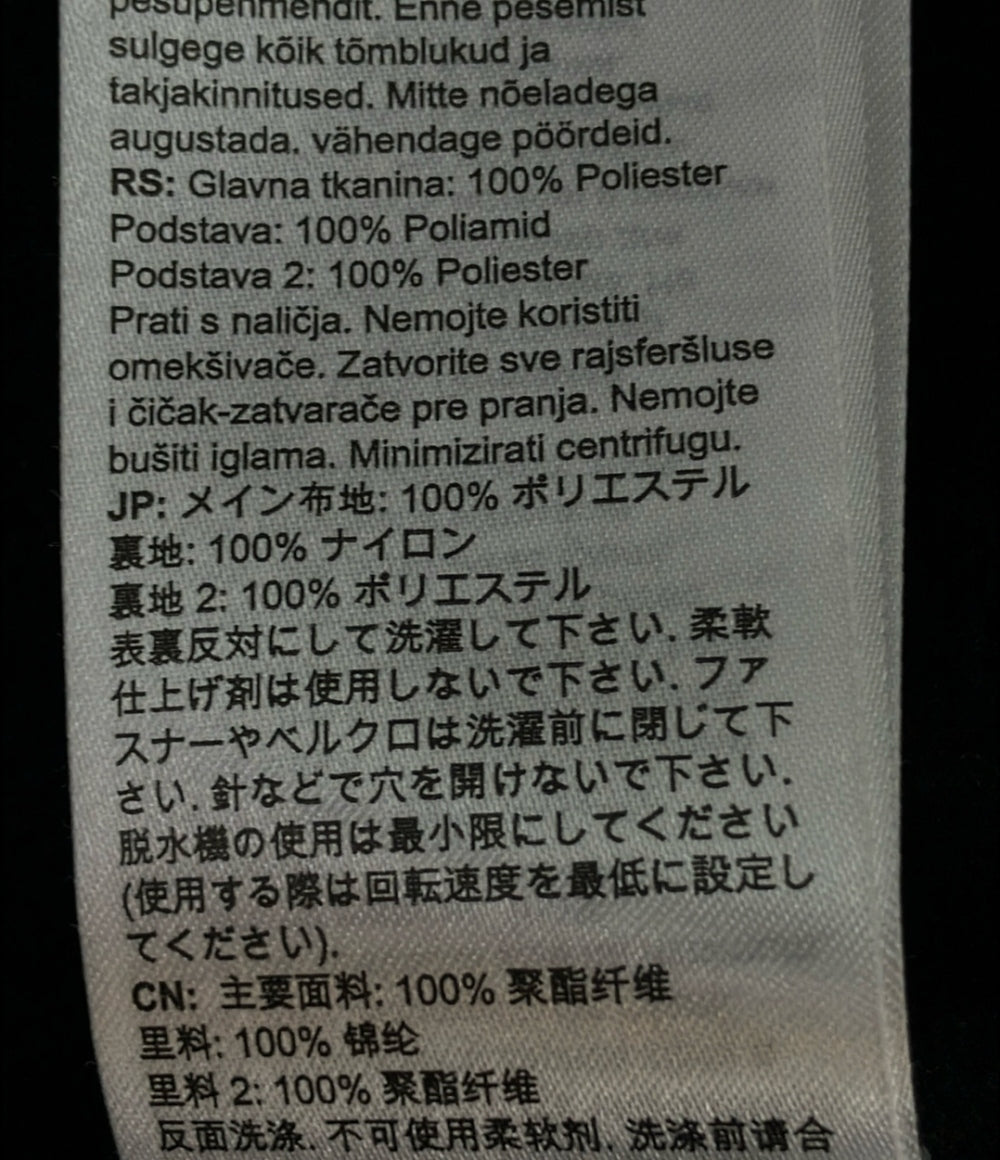 pesupehmendit. Enne pesemist
sulgege kõik tõmblukud ja
takjakinnitused. Mitte nõeladega
augustada. vähendage pöördeid.
RS: Glavna tkanina: 100% Poliester
Podstava: 100% Poliamid
Podstava 2: 100% Poliester
Prati s naličja. Nemojte koristiti
omekšivače. Zatvorite sve rajsferšluse
i čičak-zatvarače pre pranja. Nemojte
bušiti iglama. Minimizirati centrifugu.
JP: メイン布地: 100% ポリエステル
裏地: 100% ナイロン
裏地 2: 100% ポリエステル
表裏反対にして洗濯して下さい. 柔軟
仕上げ剤は使用しないで下さい. ファ
スナーやベルクロは洗濯前に閉じて下
さい. 針などで穴を開けないで下さい.
脱水機の使用は最小限にしてください
(使用する際は回転速度を最低に設定し
てください).
CN: 主要面料: 100% 聚酯纤维
里料: 100% 锦纶
里料 2: 100% 聚酯纤维
反面洗涤. 不可使用柔软剂. 洗涤前请合